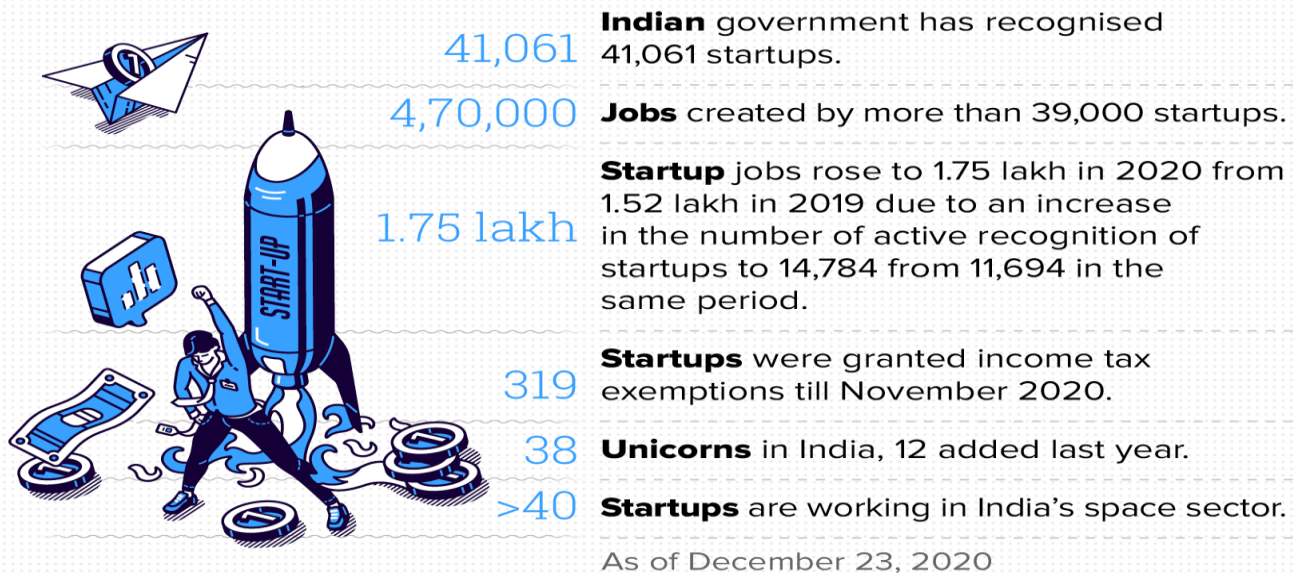 41,061
Indian government has recognised
41,061 startups.
4,70,000
Jobs created by more than 39,000 startups.
1.75 lakh
Startup jobs rose to 1.75 lakh in 2020 from
1.52 lakh in 2019 due to an increase
in the number of active recognition of
startups to 14,784 from 11,694 in the
same period.
START-UP
319
Startups were granted income tax
exemptions till November 2020.
38
Unicorns in India, 12 added last year.
>40
Startups are working in India’s space sector.
As of December 23, 2020